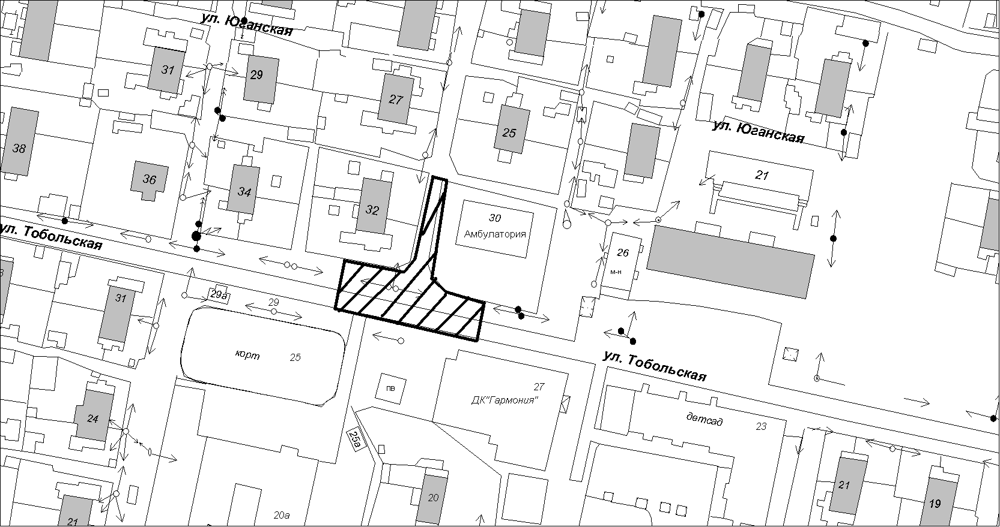 ул. Юганская
31
29
27
25
ул. Юганская
38
36
34
32
21
30
Амбулатория
26
м-н
ул. Тобольская
31
29а
29
корт
25
ул. Тобольская
пв
27
ДК"Гармония"
детсад
23
24
25а
20
20а
21
21
19